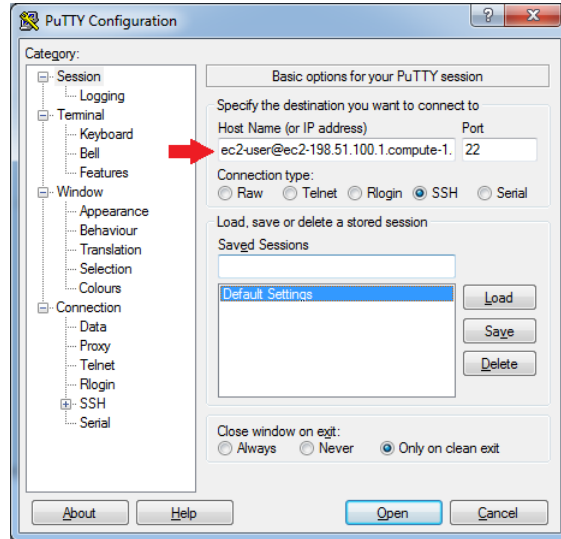 PuTTY Configuration
Category:
Session
Logging
Terminal
Keyboard
Bell
Features
Window
Appearance
Behaviour
Translation
Selection
Colours
Connection
Data
Proxy
Telnet
Rlogin
SSH
Serial
Basic options for your PuTTY session
Specify the destination you want to connect to
Host Name (or IP address) Port
ec2-user@ec2-198.51.100.1.compute-1. 22
Connection type:
Raw Telnet Rlogin SSH Serial
Load, save or delete a stored session
Saved Sessions
Default Settings
Load
Save
Delete
Close window on exit:
Always Never Only on clean exit
About Help Open Cancel